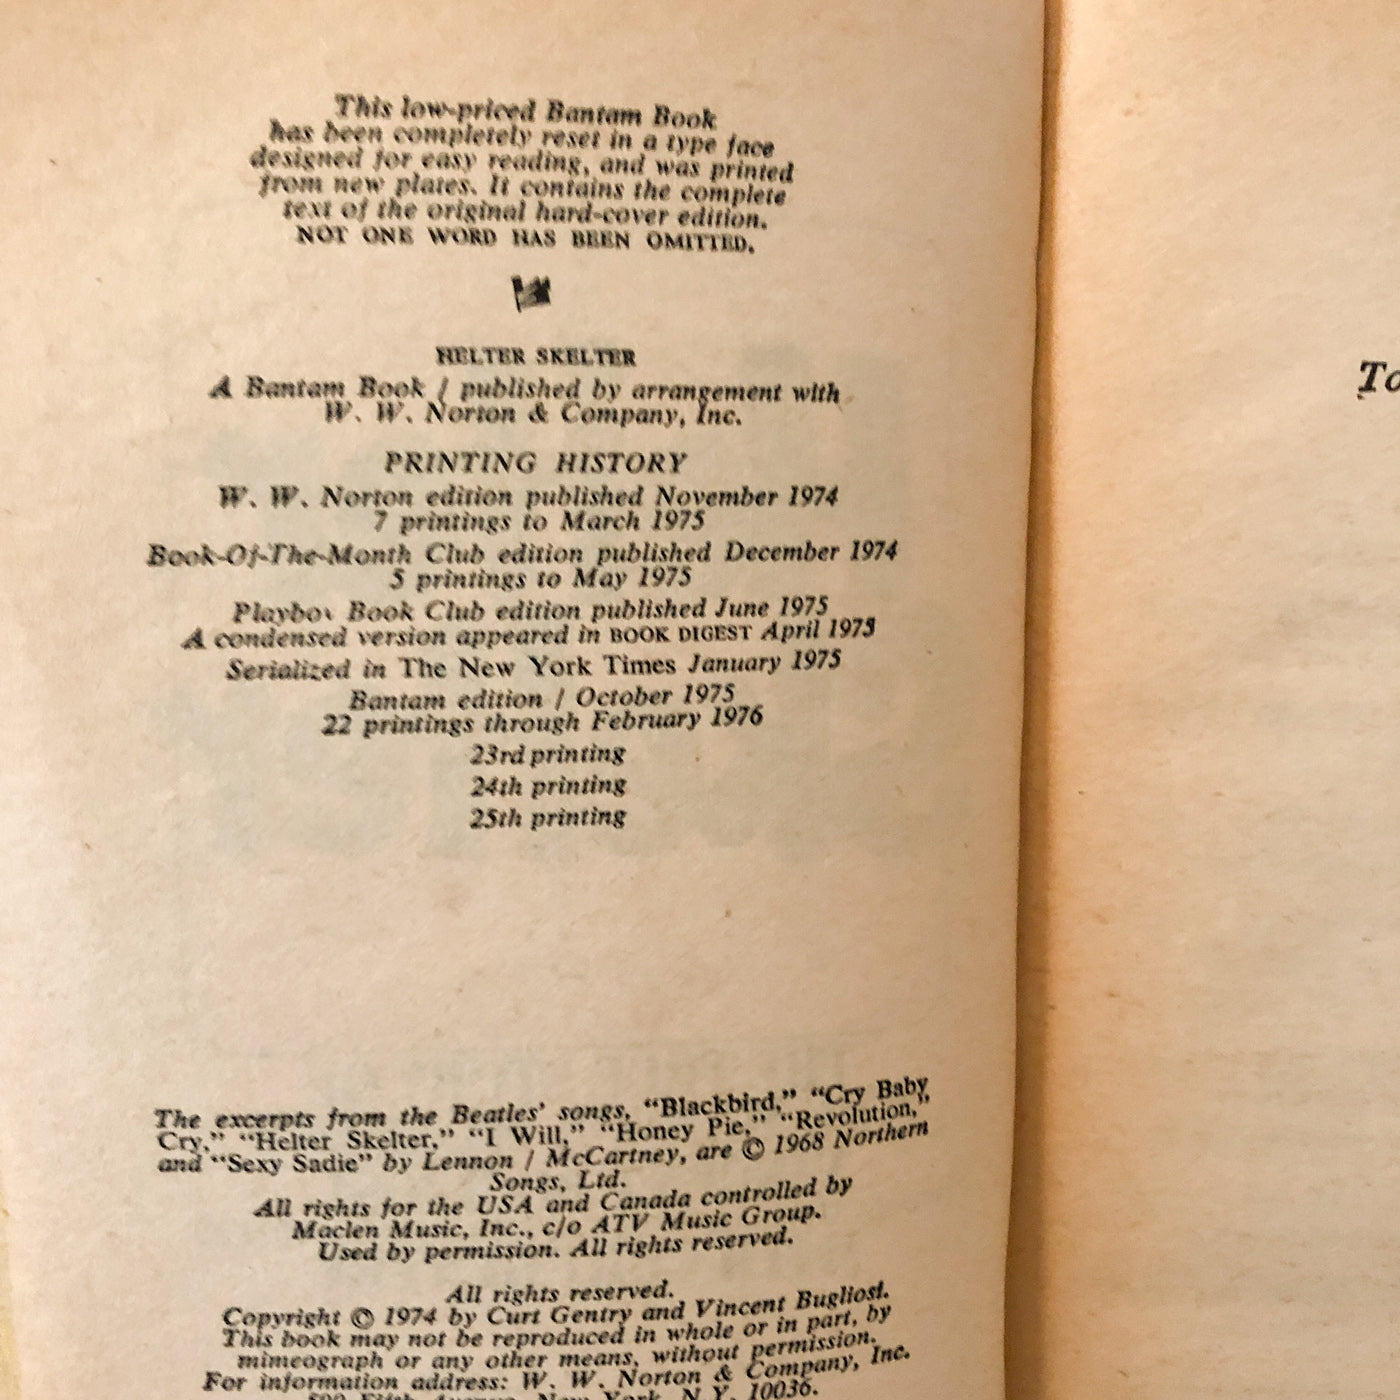 This low-priced Bantam Book
has been completely reset in a type face
designed for easy reading, and was printed
from new plates. It contains the complete
text of the original hard-cover edition.
NOT ONE WORD HAS BEEN OMITTED.
HELTER SKELTER
A Bantam Book / published by arrangement with
W. W. Norton & Company, Inc.
PRINTING HISTORY
W. W. Norton edition published November 1974
7 printings to March 1975
Book-Of-The-Month Club edition published December 1974
5 printings to May 1975
Playboy Book Club edition published June 1975
A condensed version appeared in BOOK DIGEST April 1975
Serialized in The New York Times January 1975
Bantam edition / October 1975
22 printings through February 1976
23rd printing
24th printing
25th printing
The excerpts from the Beatles' songs, “Blackbird,” “Cry Baby
Cry,” “Helter Skelter,” “I Will,” “Honey Pie,” “Revolution,”
and “Sexy Sadie” by Lennon / McCartney, are © 1968 Northern
Songs, Ltd.
All rights for the USA and Canada controlled by
Maclen Music, Inc., c/o ATV Music Group.
Used by permission. All rights reserved.
All rights reserved.
Copyright © 1974 by Curt Gentry and Vincent Bugliosi.
This book may not be reproduced in whole or in part, by
mimeograph or any other means, without permission.
For information address: W. W. Norton & Company, Inc.
Fifth Avenue, New York, N.Y. 10036.
To